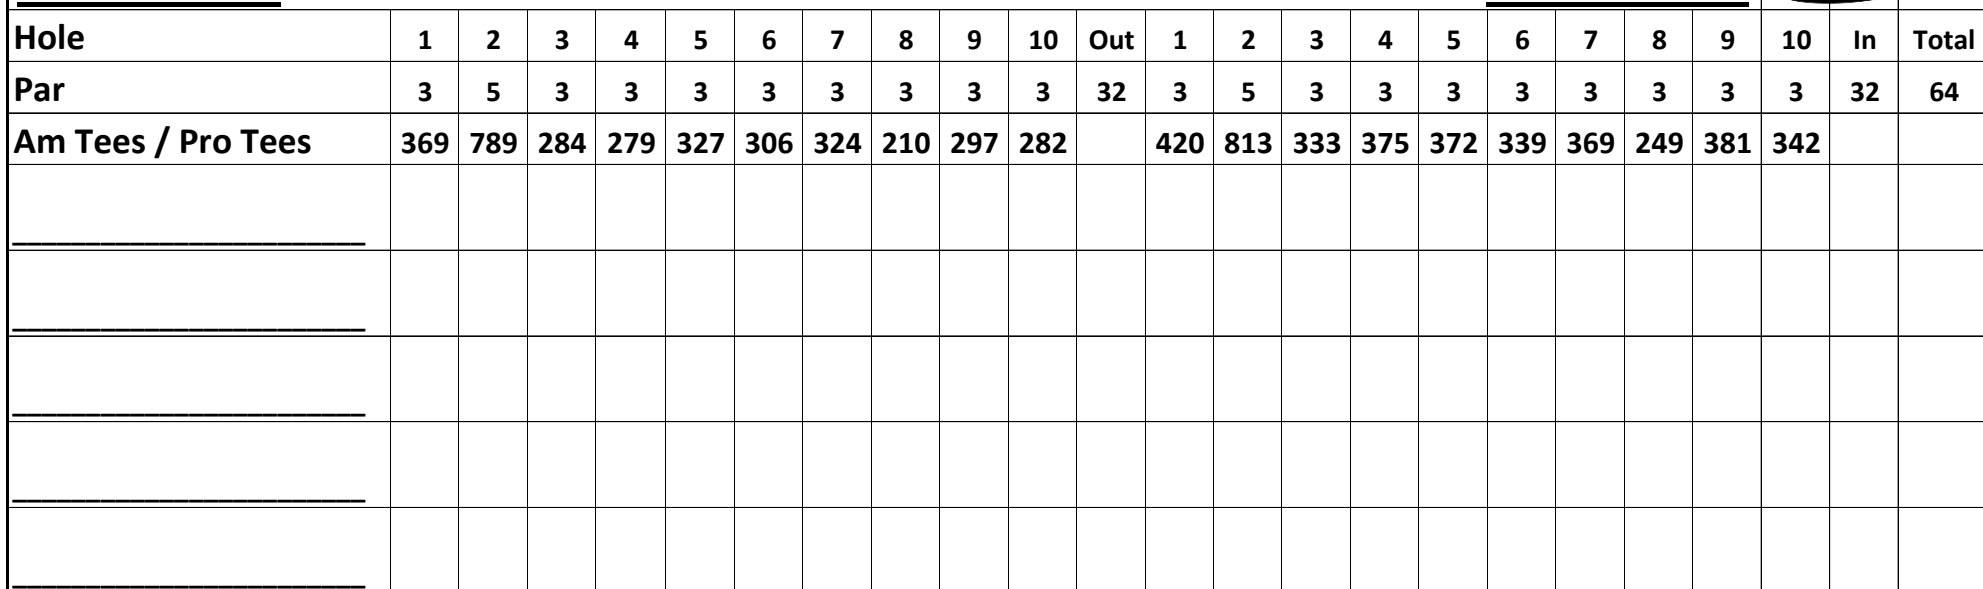 Hole 1 2 3 4 5 6 7 8 9 10 Out 1 2 3 4 5 6 7 8 9 10 In Total
Par 3 5 3 3 3 3 3 3 3 3 32 3 5 3 3 3 3 3 3 3 3 32 64
Am Tees / Pro Tees 369 789 284 279 327 306 324 210 297 282 420 813 333 375 372 339 369 249 381 342